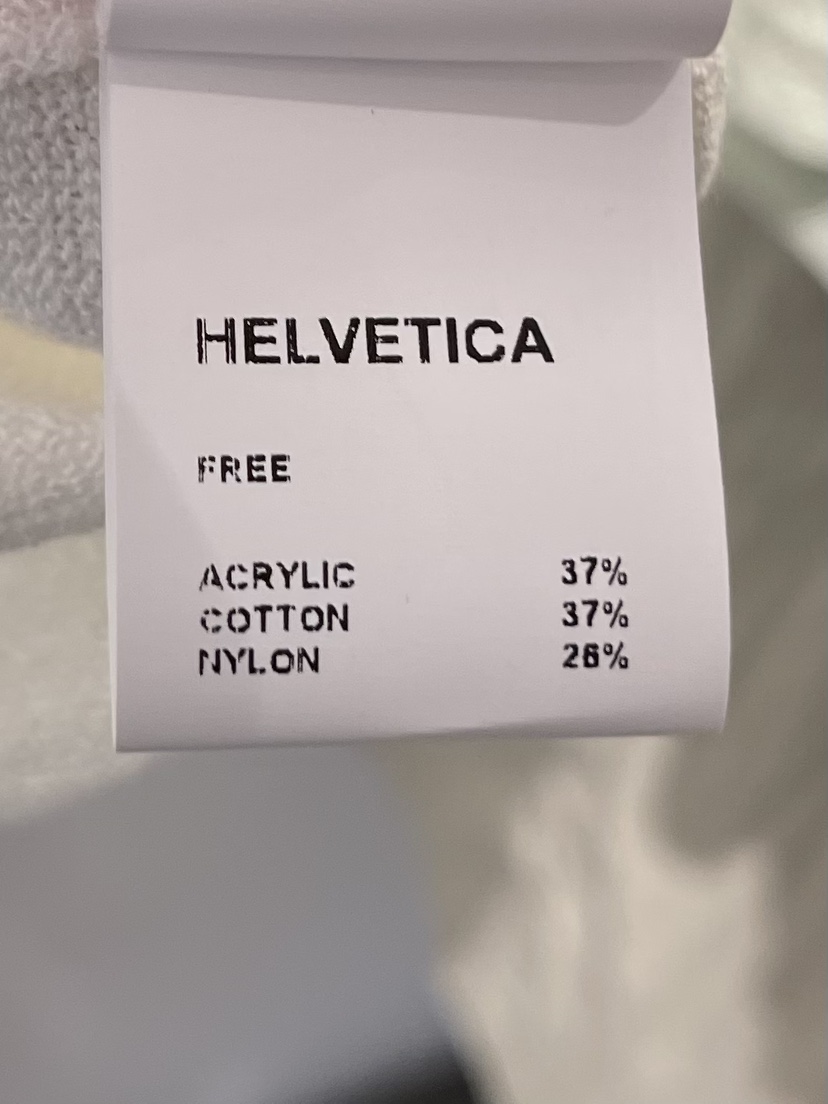 HELVETICA
FREE
ACRYLIC 37%
COTTON 37%
NYLON 26%